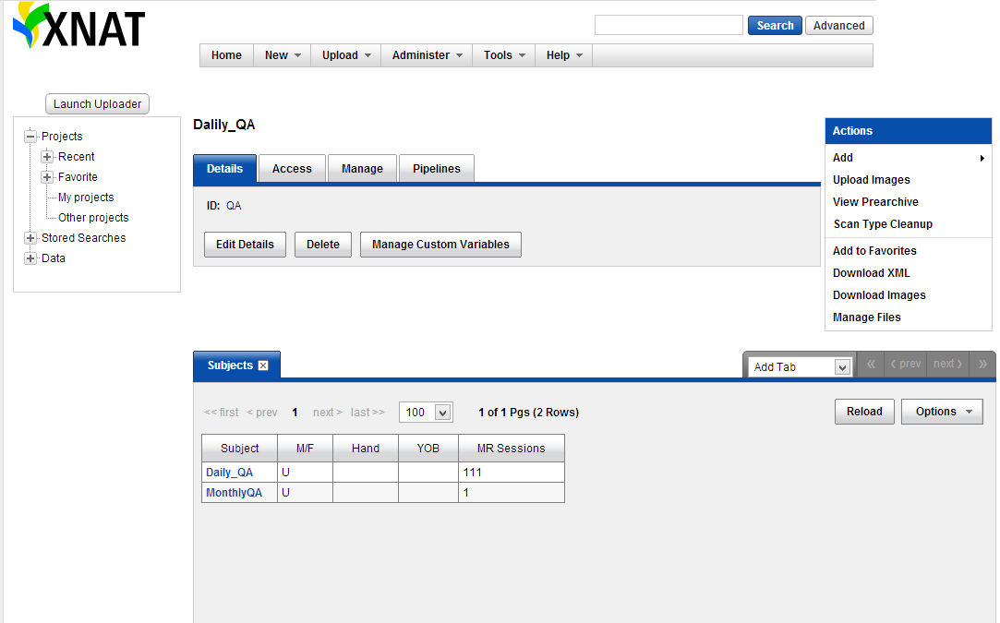 XNAT
Search Advanced
Home New Upload Administer Tools Help
Launch Uploader
Projects
Recent
Favorite
My projects
Other projects
Stored Searches
Data
Dalily_QA
Details Access Manage Pipelines
ID: QA
Edit Details Delete Manage Custom Variables
Actions
Add
Upload Images
View Prearchive
Scan Type Cleanup
Add to Favorites
Download XML
Download Images
Manage Files
Subjects
Add Tab « ‹ prev next › »
<< first < prev 1 next > last >> 100 1 of 1 Pgs (2 Rows) Reload Options
Subject M/F Hand YOB MR Sessions
Daily_QA U 111
MonthlyQA U 1